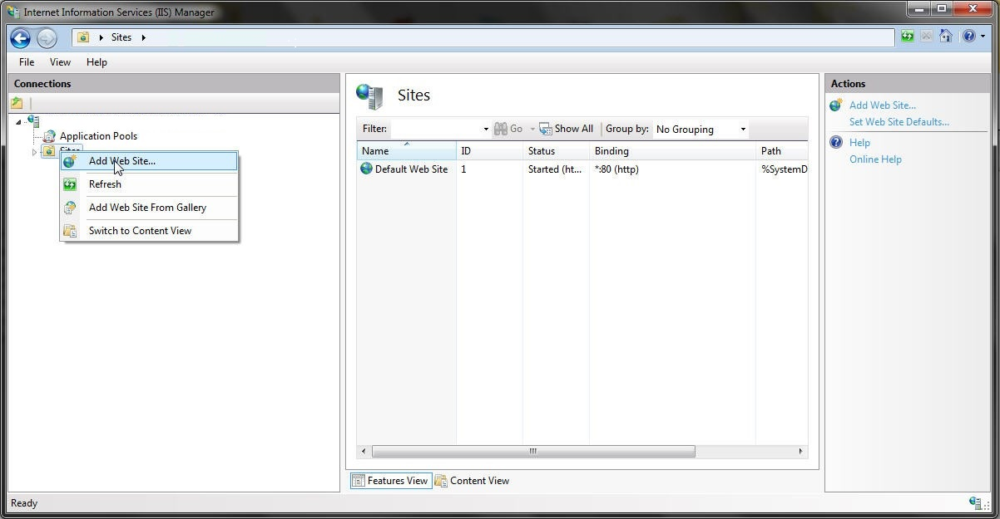 Internet Information Services (IIS) Manager
Sites
File View Help
Connections
Application Pools
Sites
Add Web Site...
Refresh
Add Web Site From Gallery
Switch to Content View
Sites
Filter: Go Show All Group by: No Grouping
Name ID Status Binding Path
Default Web Site 1 Started (ht... *:80 (http) %SystemD
Features View Content View
Actions
Add Web Site...
Set Web Site Defaults...
Help
Online Help
Ready